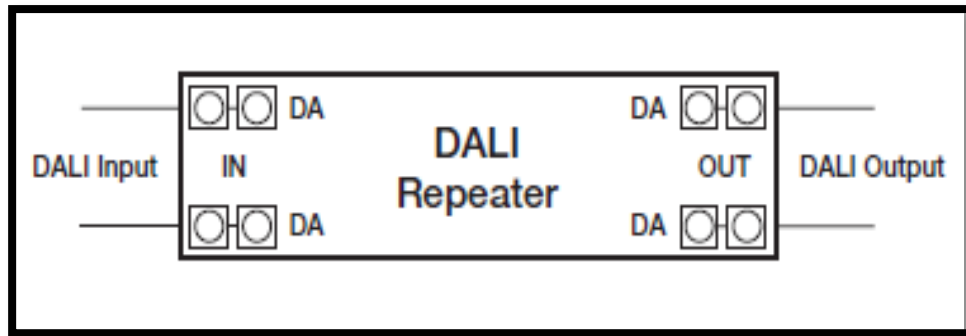 DA
DA
DALI Input
IN
DALI
Repeater
OUT
DALI Output
DA
DA